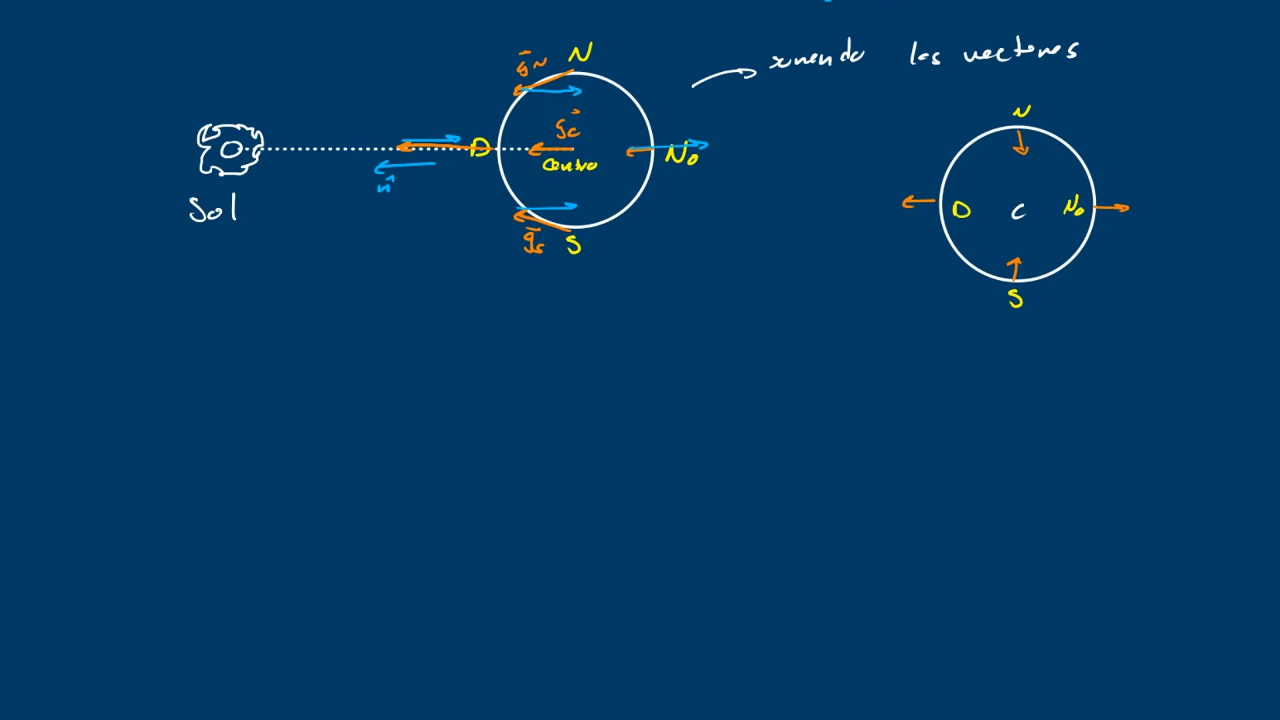 sumando los vectores
g⃗N N
N
g⃗c
D
centro
No
n̂
Sol
D C No
g⃗s S
S